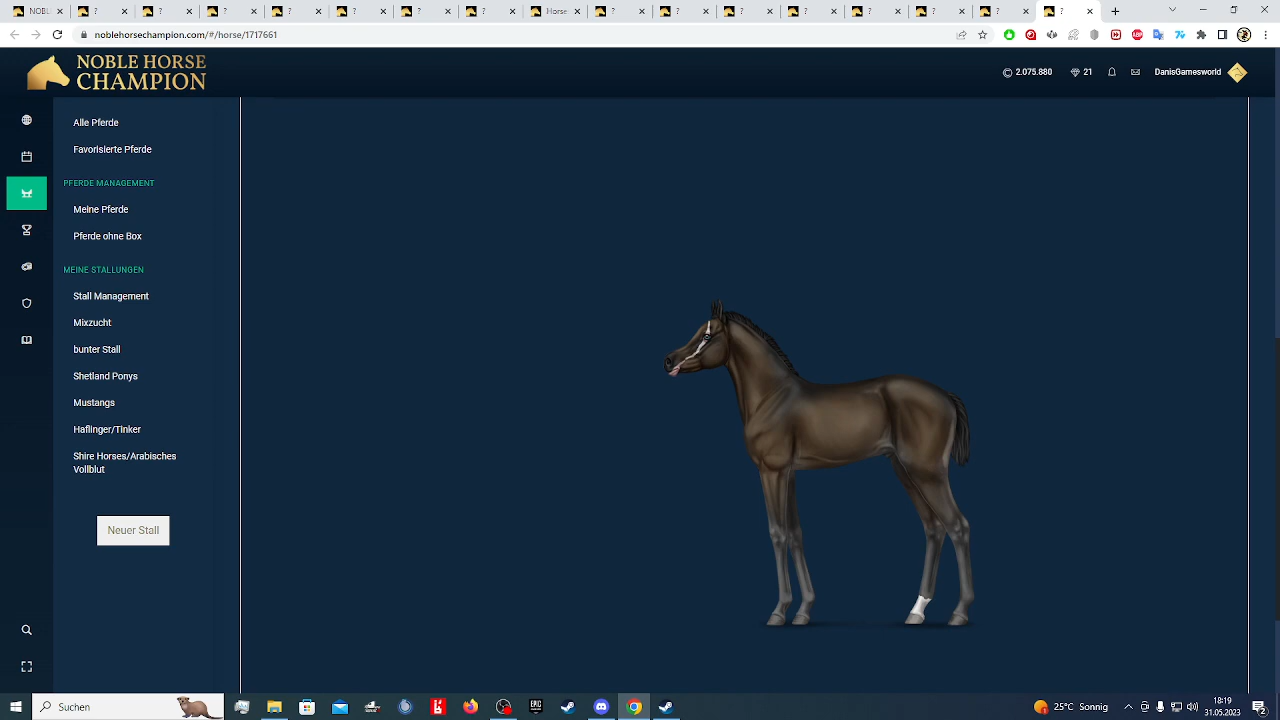 NOBL
?
?
?
?
?
?
?
Horse
?
?
?
?
?
?
?
?
noblehorsechampion.com/#/horse/1717661
NOBLE HORSE
CHAMPION
2.075.880
21
DanisGamesworld
Alle Pferde
Favorisierte Pferde
PFERDE MANAGEMENT
Meine Pferde
Pferde ohne Box
MEINE STALLUNGEN
Stall Management
Mixzucht
bunter Stall
Shetland Ponys
Mustangs
Haflinger/Tinker
Shire Horses/Arabisches
Vollblut
Neuer Stall
Suchen
25°C Sonnig
18:19
31.05.2023